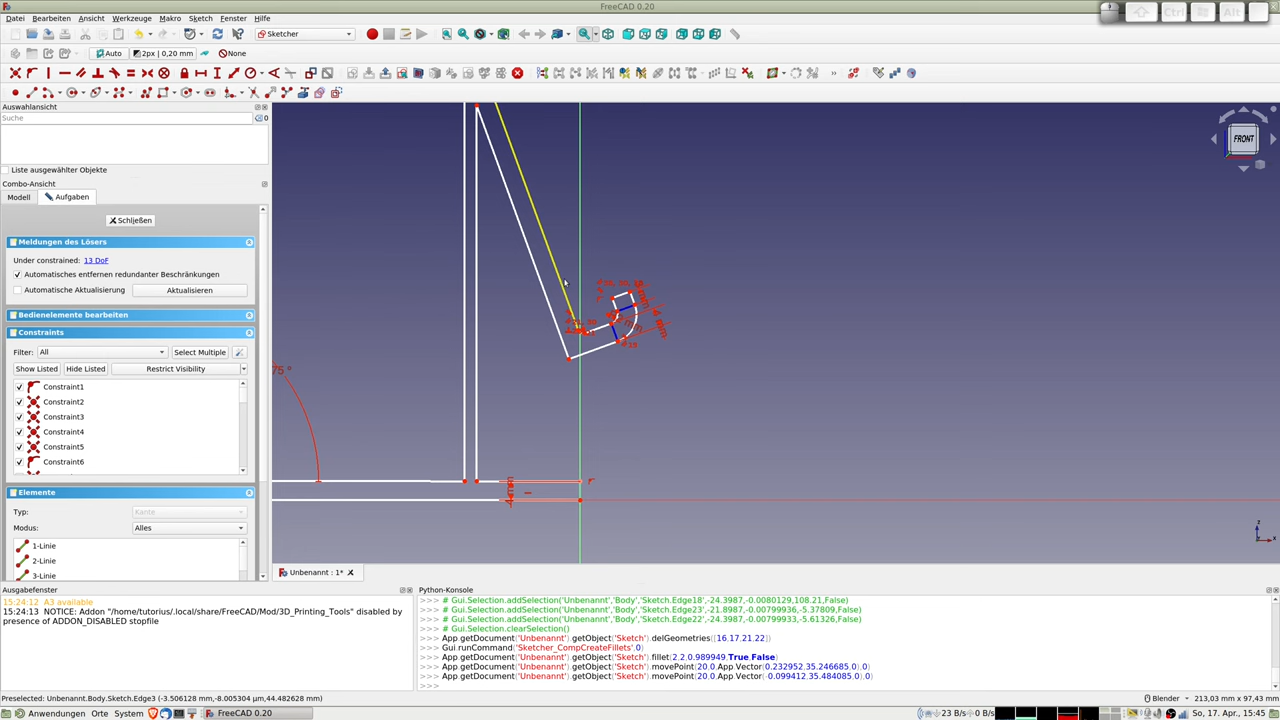 FreeCAD 0.20
Ctrl
Alt
Datei Bearbeiten Ansicht Werkzeuge Makro Sketch Fenster Hilfe
Sketcher
Auto 2px | 0,20 mm None
Auswahlansicht
Suche
0
Liste ausgewählter Objekte
Combo-Ansicht
Modell Aufgaben
Schließen
Meldungen des Lösers
Under constrained: 13 DoF
Automatisches entfernen redundanter Beschränkungen
Automatische Aktualisierung Aktualisieren
Bedienelemente bearbeiten
Constraints
Filter: All Select Multiple
Show Listed Hide Listed Restrict Visibility
Constraint1
Constraint2
Constraint3
Constraint4
Constraint5
Constraint6
Elemente
Typ: Kante
Modus: Alles
1-Linie
2-Linie
3-Linie
75 °
FRONT
Unbenannt : 1*
Ausgabefenster
15:24:12 A3 available
15:24:13 NOTICE: Addon "/home/tutorius/.local/share/FreeCAD/Mod/3D_Printing_Tools" disabled by
presence of ADDON_DISABLED stopfile
Python-Konsole
>>> # Gui.Selection.addSelection('Unbenannt','Body','Sketch.Edge18',-24.3987,-0.0080129,108.21,False)
>>> # Gui.Selection.addSelection('Unbenannt','Body','Sketch.Edge23',-21.8987,-0.00799936,-5.37809,False)
>>> # Gui.Selection.addSelection('Unbenannt','Body','Sketch.Edge22',-24.3987,-0.00799933,-5.61326,False)
>>> # Gui.Selection.clearSelection()
>>> App.getDocument('Unbenannt').getObject('Sketch').delGeometries([16,17,21,22])
>>> Gui.runCommand('Sketcher_CompCreateFillets',0)
>>> App.getDocument('Unbenannt').getObject('Sketch').fillet(2,2,0.989949,True,False)
>>> App.getDocument('Unbenannt').getObject('Sketch').movePoint(20,0,App.Vector(0.232952,35.246685,0),0)
>>> App.getDocument('Unbenannt').getObject('Sketch').movePoint(20,0,App.Vector(-0.099412,35.484085,0),0)
>>>
Preselected: Unbenannt.Body.Sketch.Edge3 (-3.506128 mm,-8.005304 µm,44.482628 mm)
Blender 213,03 mm x 97,43 mm
Anwendungen Orte System FreeCAD 0.20
23 B/s 0 B/s
So, 17. Apr., 15:45